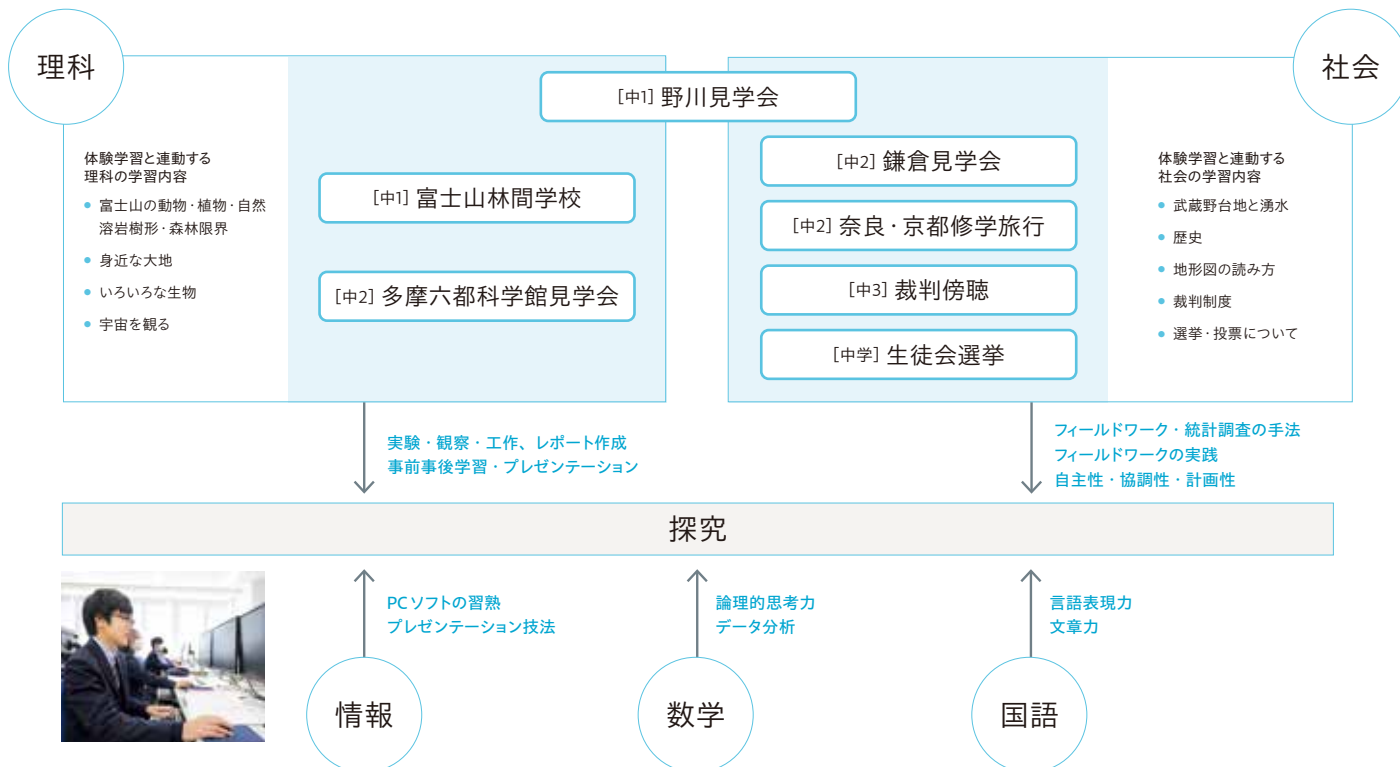 理科
社会
[中1] 野川見学会
体験学習と連動する
理科の学習内容
• 富士山の動物・植物・自然
溶岩樹形・森林限界
• 身近な大地
• いろいろな生物
• 宇宙を観る
[中1] 富士山林間学校
[中2] 多摩六都科学館見学会
[中2] 鎌倉見学会
[中2] 奈良・京都修学旅行
[中3] 裁判傍聴
[中学] 生徒会選挙
体験学習と連動する
社会の学習内容
• 武蔵野台地と湧水
• 歴史
• 地形図の読み方
• 裁判制度
• 選挙・投票について
実験・観察・工作、レポート作成
事前事後学習・プレゼンテーション
フィールドワーク・統計調査の手法
フィールドワークの実践
自主性・協調性・計画性
探究
PCソフトの習熟
プレゼンテーション技法
論理的思考力
データ分析
言語表現力
文章力
情報
数学
国語